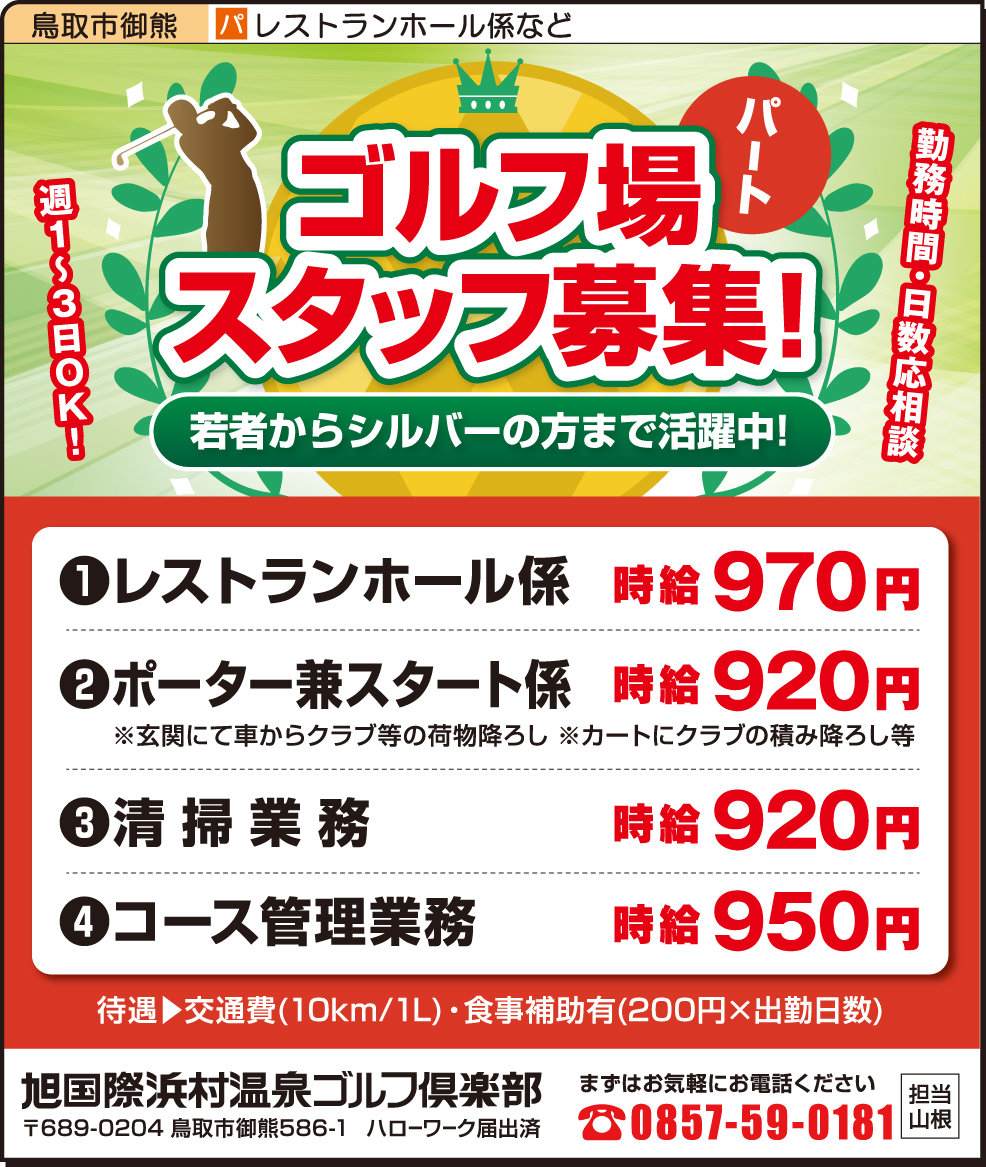 鳥取市御熊 パ レストランホール係など
パート
ゴルフ場
スタッフ募集!
週1~3日OK!
勤務時間・日数応相談
若者からシルバーの方まで活躍中!
❶レストランホール係 時給970円
❷ポーター兼スタート係 時給920円
※玄関にて車からクラブ等の荷物降ろし ※カートにクラブの積み降ろし等
❸清掃業務 時給920円
❹コース管理業務 時給950円
待遇▶交通費(10km/1L)・食事補助有(200円×出勤日数)
旭国際浜村温泉ゴルフ倶楽部
〒689-0204 鳥取市御熊586-1 ハローワーク届出済
まずはお気軽にお電話ください
☎0857-59-0181
担当
山根